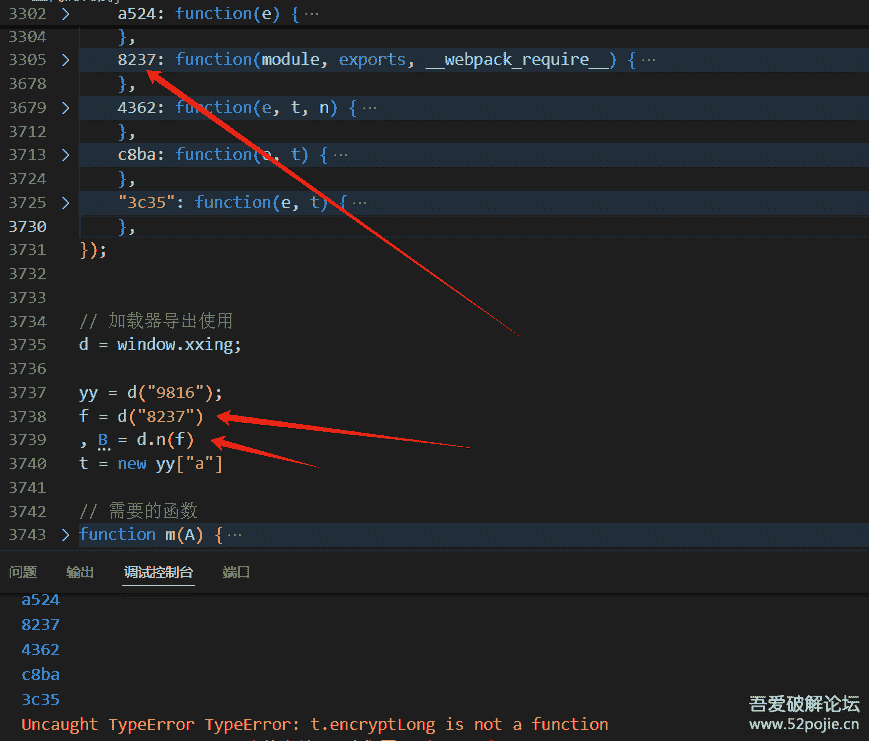 3302 > a524: function(e) { ···
3304 },
3305 > 8237: function(module, exports, __webpack_require__) { ···
3678 },
3679 > 4362: function(e, t, n) { ···
3712 },
3713 > c8ba: function(e, t) { ···
3724 },
3725 > "3c35": function(e, t) { ···
3730 },
3731 });
3732
3733
3734 // 加载器导出使用
3735 d = window.xxing;
3736
3737 yy = d("9816");
3738 f = d("8237")
3739 , B = d.n(f)
3740 t = new yy["a"]
3741
3742 // 需要的函数
3743 > function m(A) { ···
问题 输出 调试控制台 端口
a524
8237
4362
c8ba
3c35
Uncaught TypeError TypeError: t.encryptLong is not a function
吾爱破解论坛
www.52pojie.cn